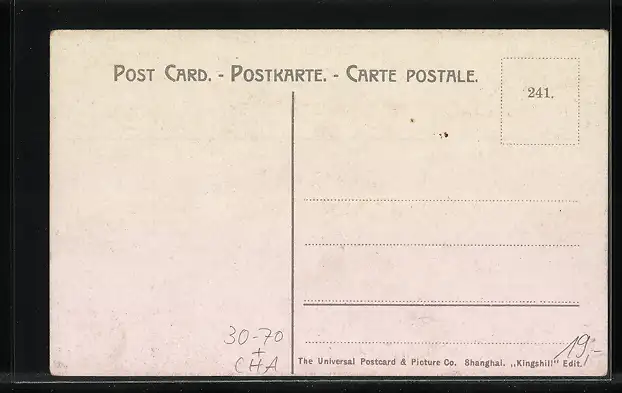 POST CARD. - POSTKARTE. - CARTE POSTALE.
241.
30-70
+
CHA
19,-
The Universal Postcard & Picture Co. Shanghai. „Kingshill" Edit.